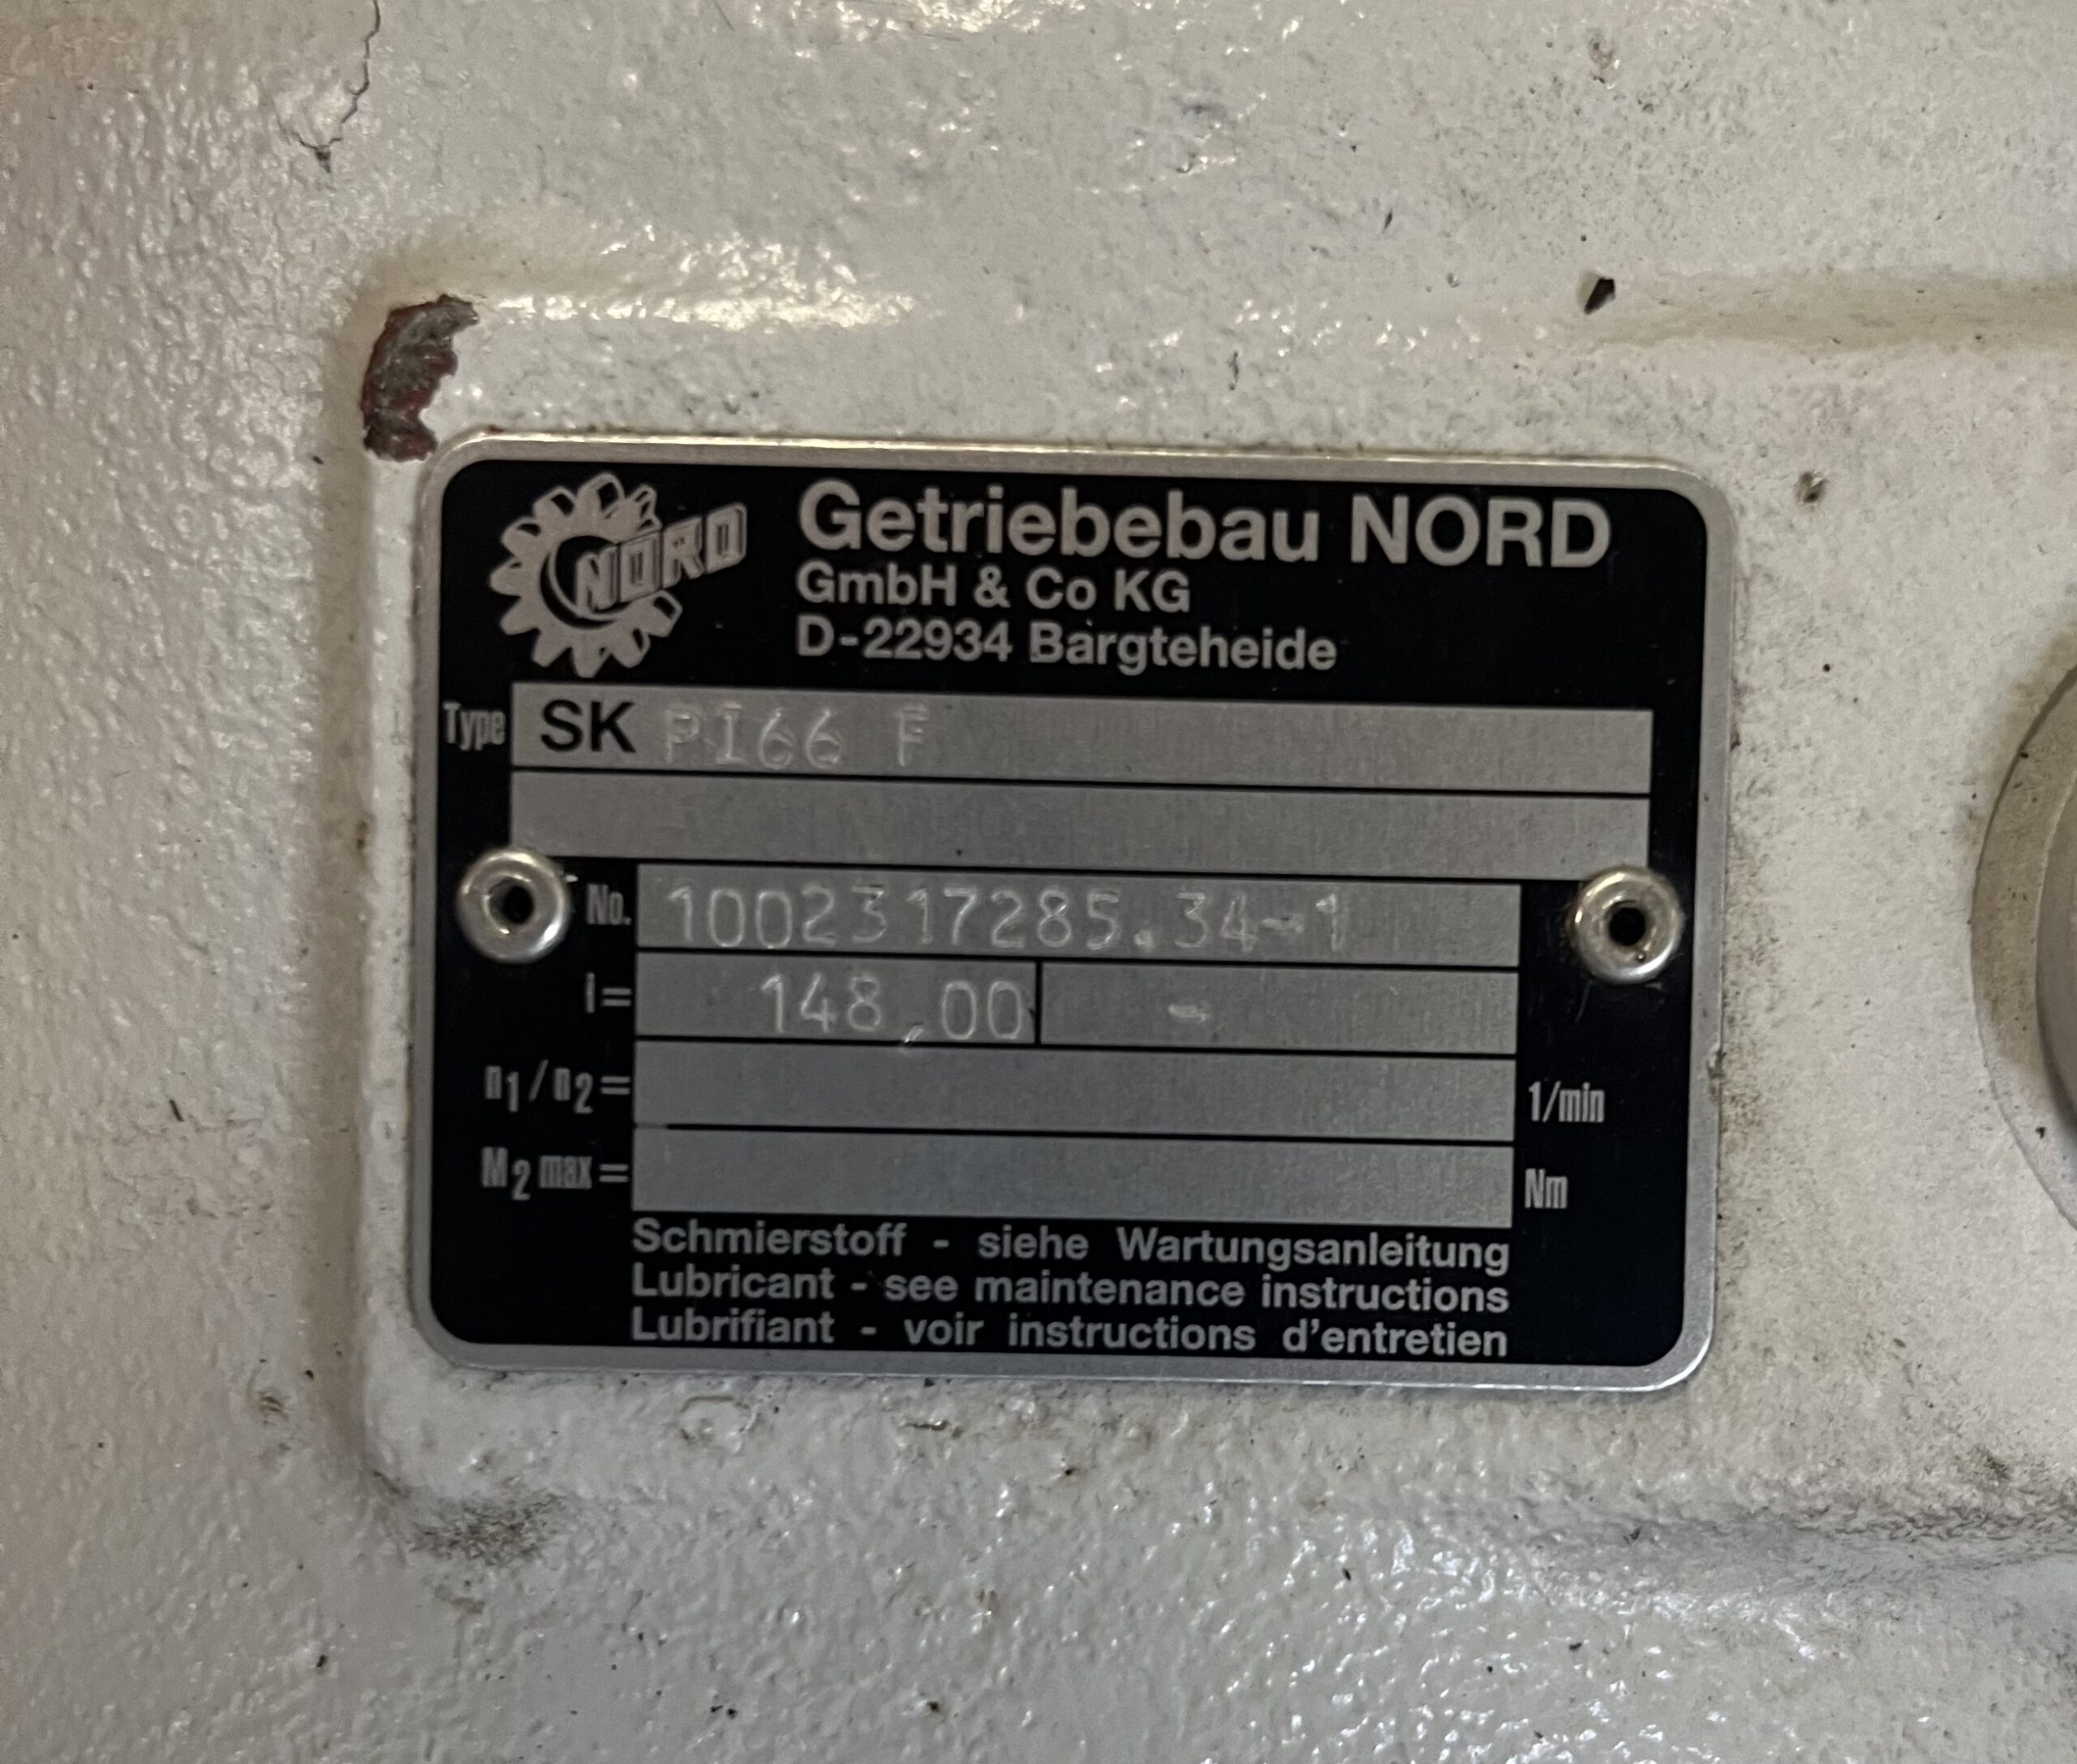 NORD
Getriebebau NORD
GmbH & Co KG
D-22934 Bargteheide
Type SK PI66 F
No. 1002317285.34-1
i= 148,00 -
n1/n2= 1/min
M2 max= Nm
Schmierstoff - siehe Wartungsanleitung
Lubricant - see maintenance instructions
Lubrifiant - voir instructions d'entretien